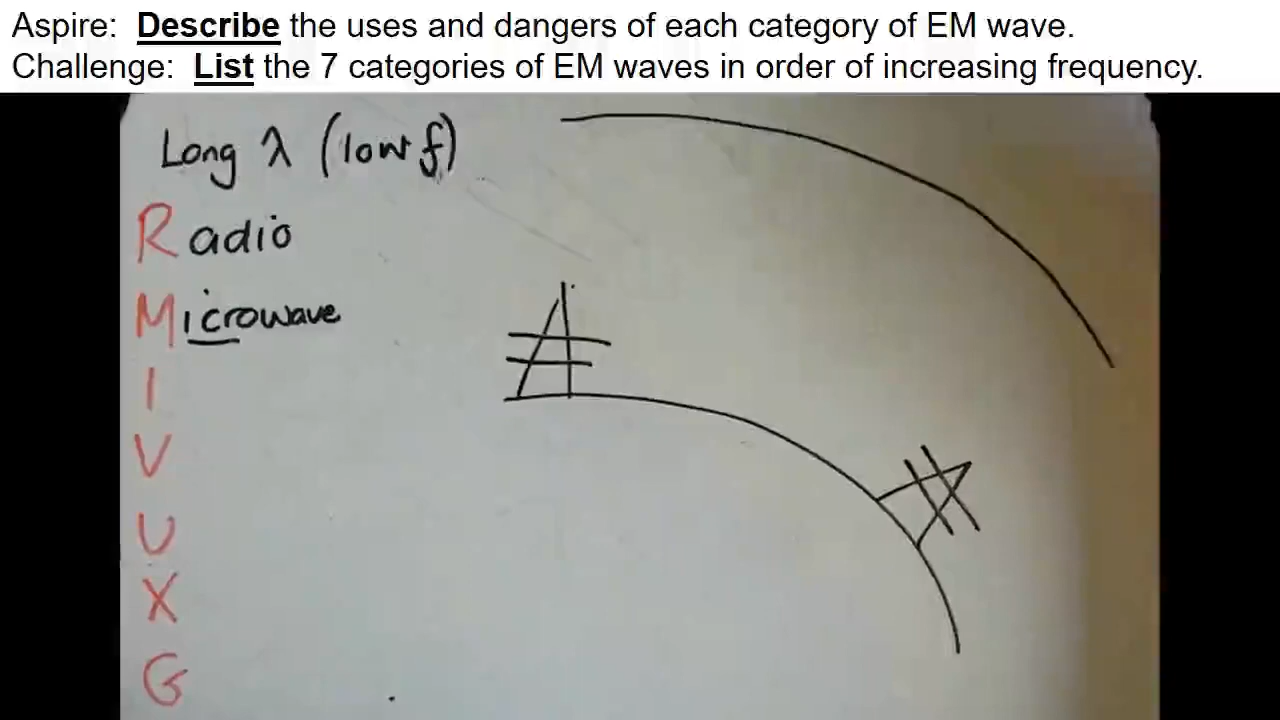 Aspire: Describe the uses and dangers of each category of EM wave.
Challenge: List the 7 categories of EM waves in order of increasing frequency.
Long λ (low f)
Radio
Microwave
I
V
U
X
G